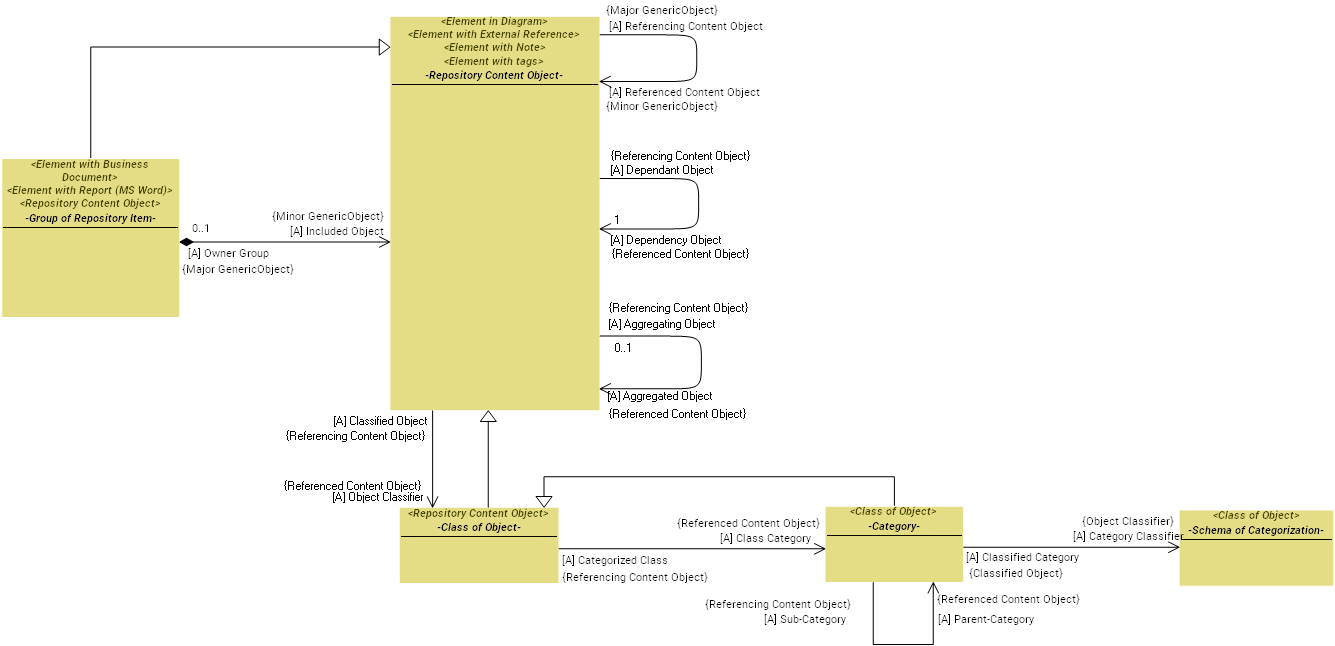 <Element in Diagram>
<Element with External Reference>
<Element with Note>
<Element with tags>
-Repository Content Object-
{Major GenericObject}
[A] Referencing Content Object
[A] Referenced Content Object
{Minor GenericObject}
<Element with Business
Document>
<Element with Report (MS Word)>
<Repository Content Object>
-Group of Repository Item-
0..1
[A] Owner Group
{Major GenericObject}
{Minor GenericObject}
[A] Included Object
{Referencing Content Object}
[A] Dependant Object
1
[A] Dependency Object
{Referenced Content Object}
{Referencing Content Object}
[A] Aggregating Object
0..1
[A] Aggregated Object
{Referenced Content Object}
[A] Classified Object
{Referencing Content Object}
{Referenced Content Object}
[A] Object Classifier
<Repository Content Object>
-Class of Object-
[A] Categorized Class
{Referencing Content Object}
{Referenced Content Object}
[A] Class Category
<Class of Object>
-Category-
[A] Classified Category
{Classified Object}
{Object Classifier}
[A] Category Classifier
<Class of Object>
-Schema of Categorization-
{Referencing Content Object}
[A] Sub-Category
{Referenced Content Object}
[A] Parent-Category